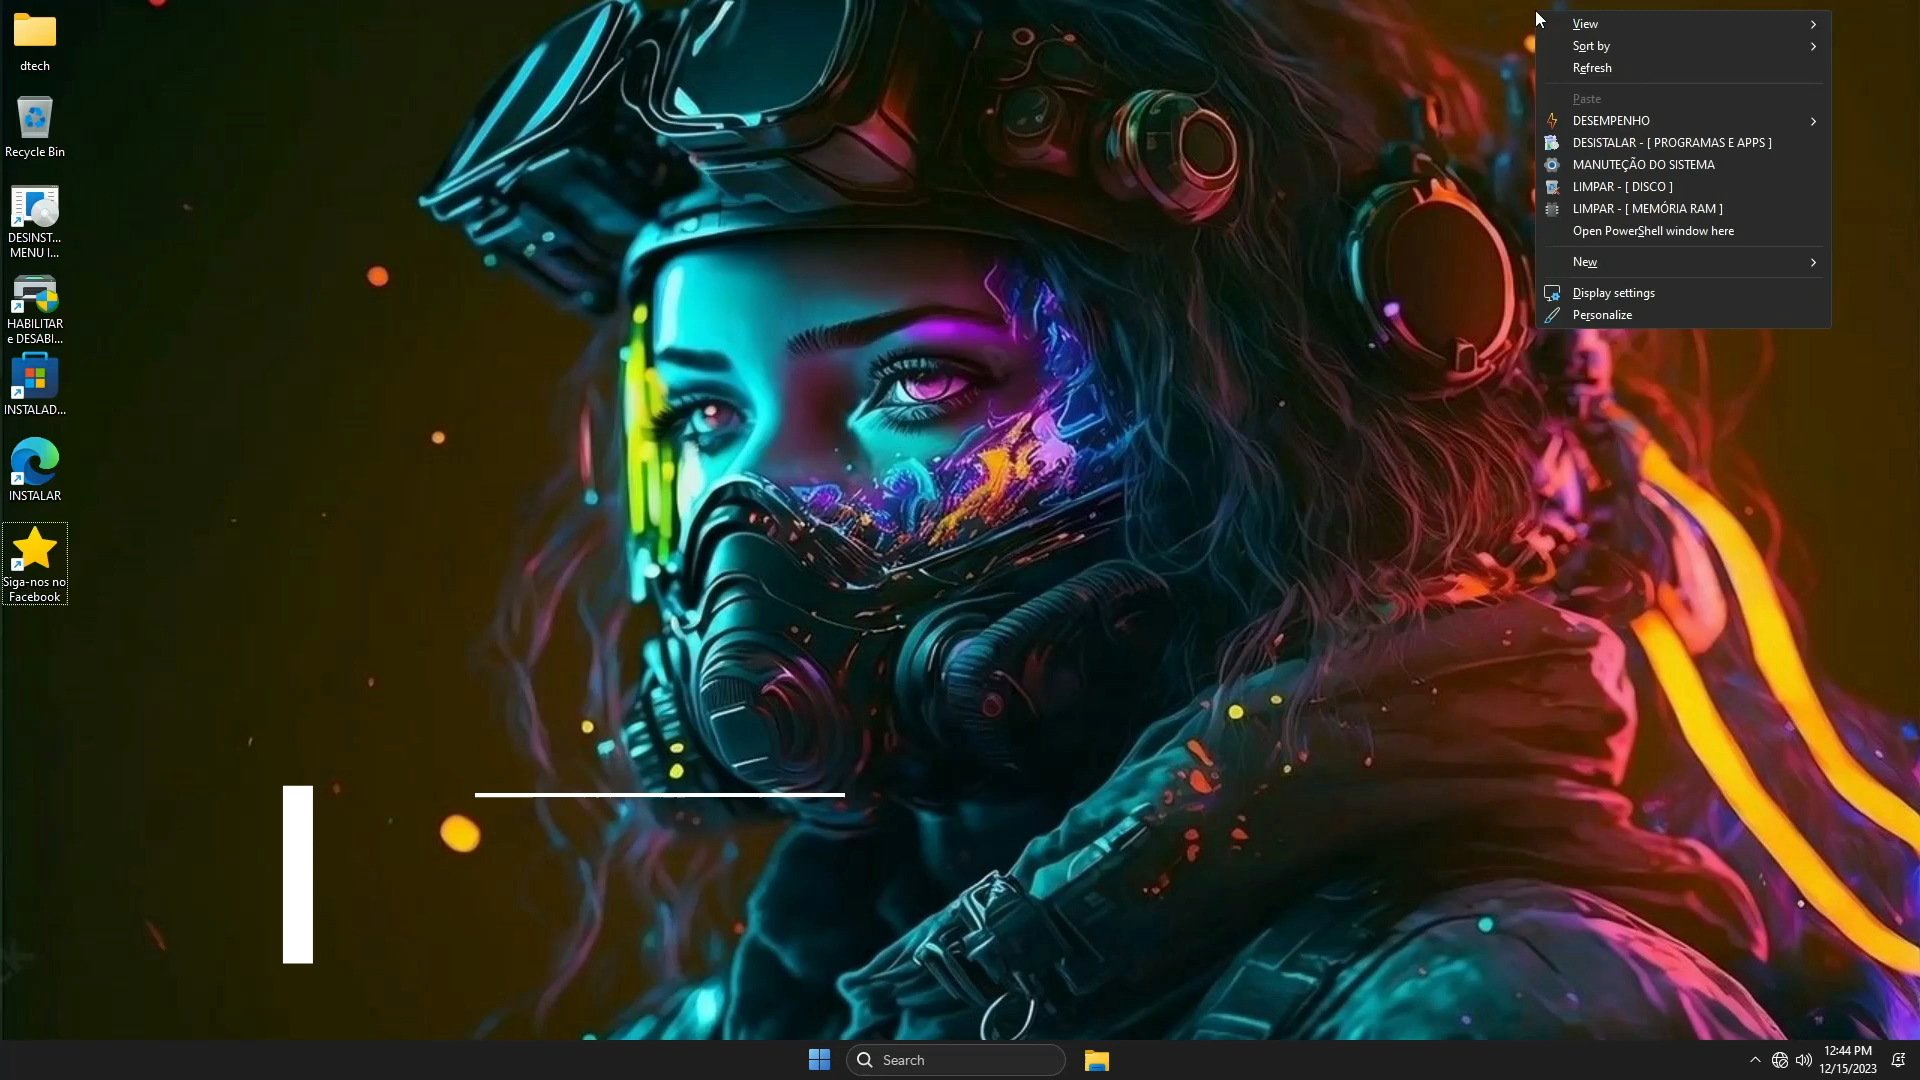 dtech
Recycle Bin
DESINST...
MENU I...
HABILITAR
e DESABI...
INSTALAD...
INSTALAR
Siga-nos no
Facebook
View
Sort by
Refresh
Paste
DESEMPENHO
DESISTALAR - [ PROGRAMAS E APPS ]
MANUTEÇÃO DO SISTEMA
LIMPAR - [ DISCO ]
LIMPAR - [ MEMÓRIA RAM ]
Open PowerShell window here
New
Display settings
Personalize
Search
12:44 PM
12/15/2023